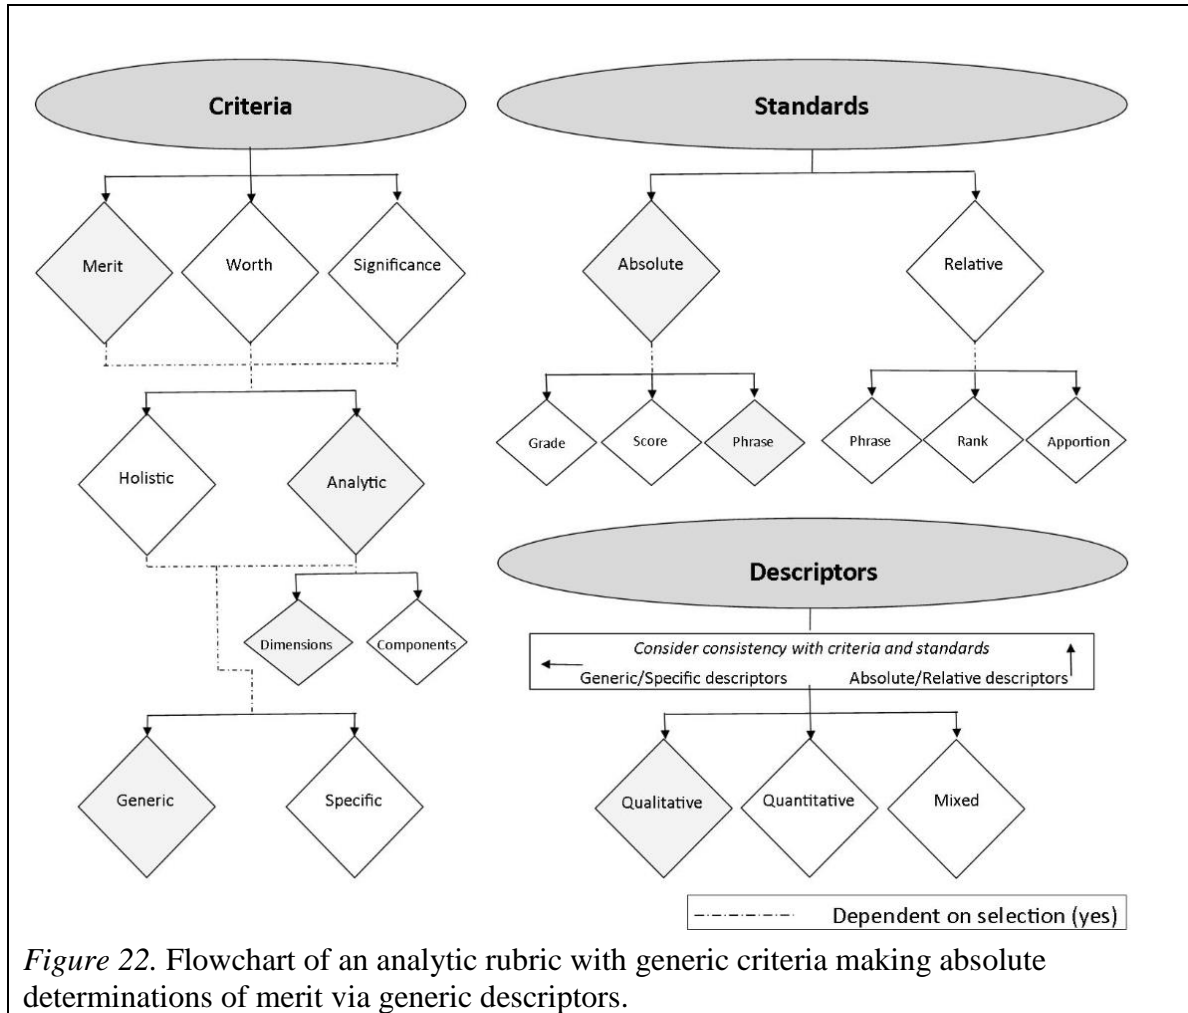 Criteria
Merit
Worth
Significance
Holistic
Analytic
Dimensions
Components
Generic
Specific
Standards
Absolute
Relative
Grade
Score
Phrase
Phrase
Rank
Apportion
Descriptors
Consider consistency with criteria and standards
Generic/Specific descriptors
Absolute/Relative descriptors
Qualitative
Quantitative
Mixed
Dependent on selection (yes)
Figure 22. Flowchart of an analytic rubric with generic criteria making absolute
determinations of merit via generic descriptors.